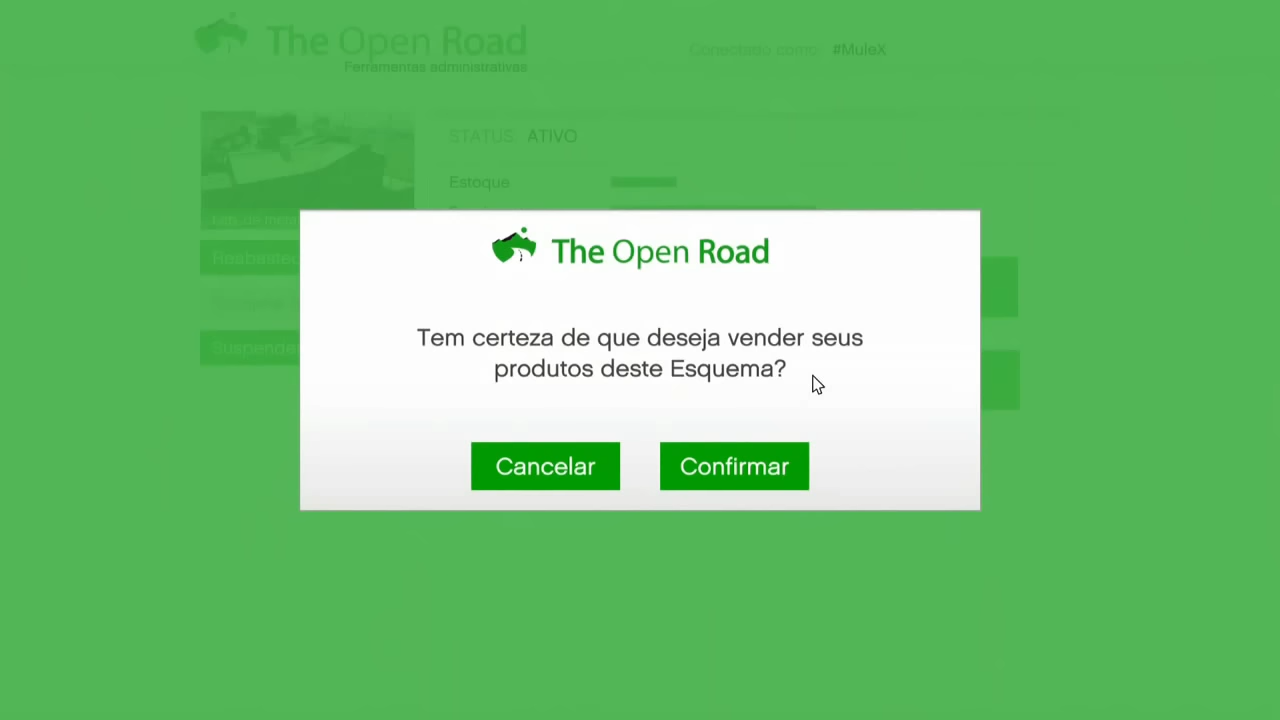 The Open Road
Ferramentas administrativas
Conectado como: #MuleX
STATUS: ATIVO
Estoque
The Open Road
Tem certeza de que deseja vender seus
produtos deste Esquema?
Suspender
Cancelar
Confirmar